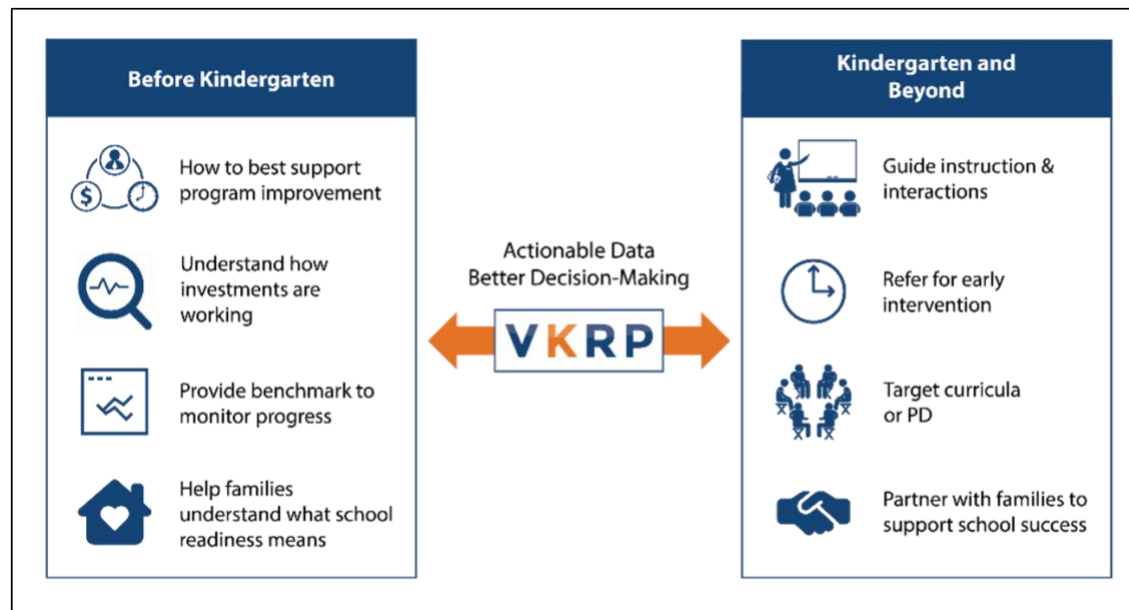 Before Kindergarten
How to best support
program improvement
$
Understand how
investments are
working
Provide benchmark to
monitor progress
Help families
understand what school
readiness means
Actionable Data
Better Decision-Making
VKRP
Kindergarten and
Beyond
Guide instruction &
interactions
Refer for early
intervention
Target curricula
or PD
Partner with families to
support school success